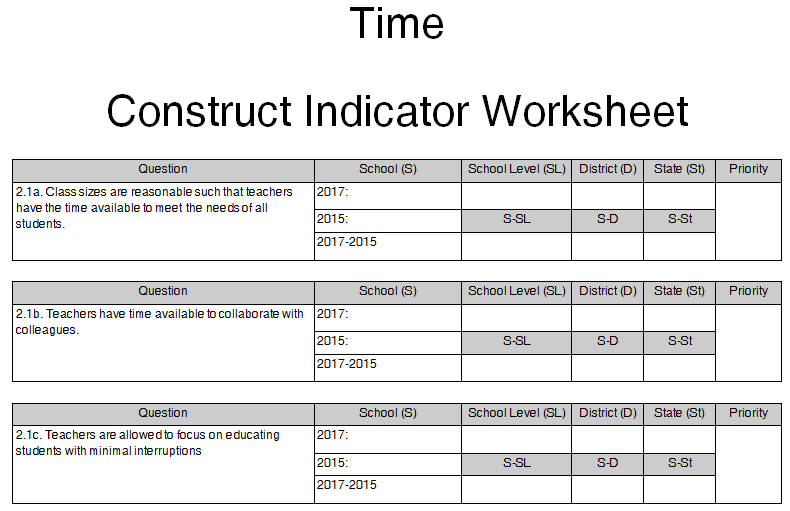 Time
Construct Indicator Worksheet
Question School (S) School Level (SL) District (D) State (St) Priority
2.1a. Class sizes are reasonable such that teachers
have the time available to meet the needs of all
students.
2017:
2015: S-SL S-D S-St
2017-2015
Question School (S) School Level (SL) District (D) State (St) Priority
2.1b. Teachers have time available to collaborate with
colleagues.
2017:
2015: S-SL S-D S-St
2017-2015
Question School (S) School Level (SL) District (D) State (St) Priority
2.1c. Teachers are allowed to focus on educating
students with minimal interruptions
2017:
2015: S-SL S-D S-St
2017-2015